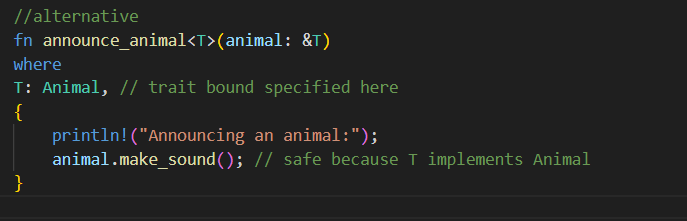 //alternative
fn announce_animal<T>(animal: &T)
where
T: Animal, // trait bound specified here
{
    println!("Announcing an animal:");
    animal.make_sound(); // safe because T implements Animal
}